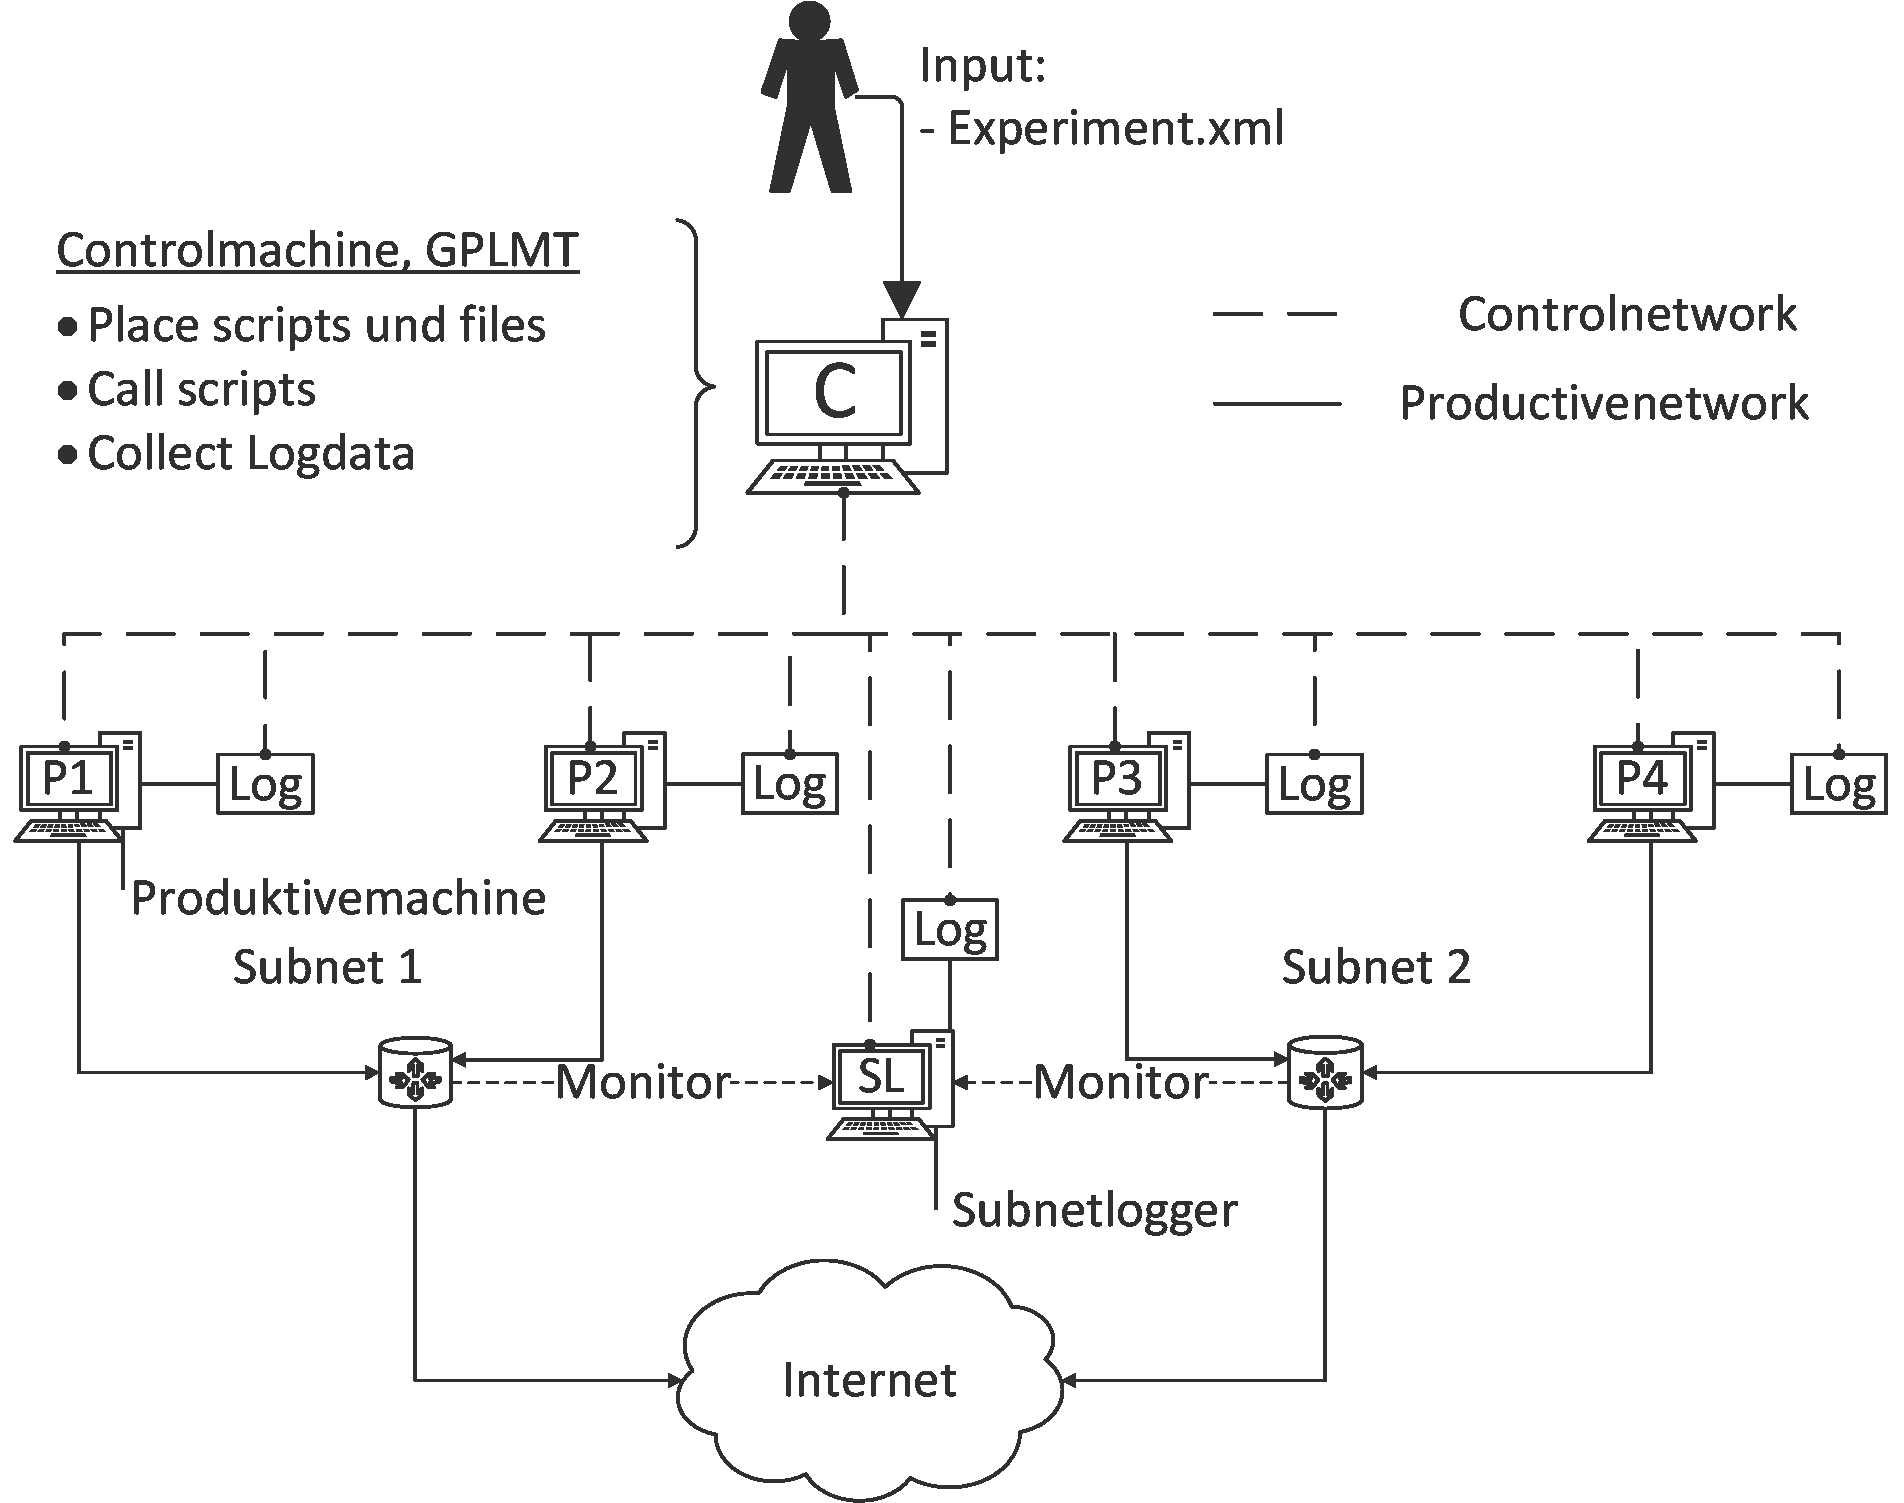 Input:
- Experiment.xml
Controlmachine, GPLMT
• Place scripts und files
• Call scripts
• Collect Logdata
C
Controlnetwork
Productivenetwork
P1
Log
P2
Log
P3
Log
P4
Log
Produktivemachine
Subnet 1
Log
Subnet 2
Monitor
SL
Monitor
Subnetlogger
Internet